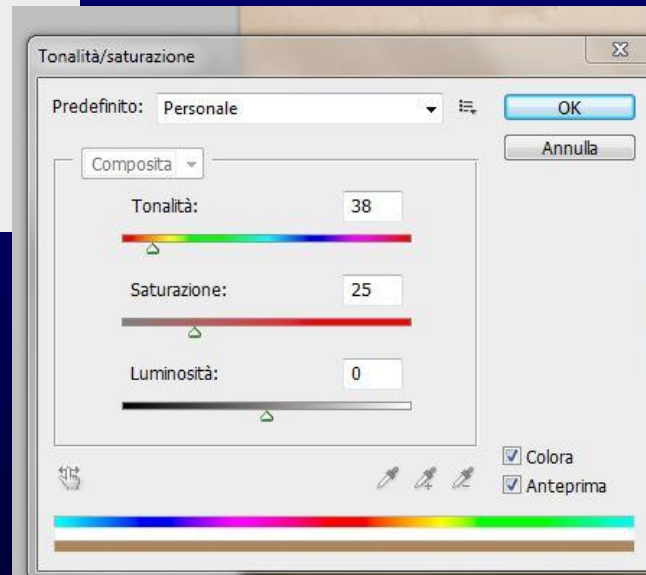 Tonalità/saturazione
Predefinito: Personale
OK
Annulla
Composita
Tonalità: 38
Saturazione: 25
Luminosità: 0
Colora
Anteprima